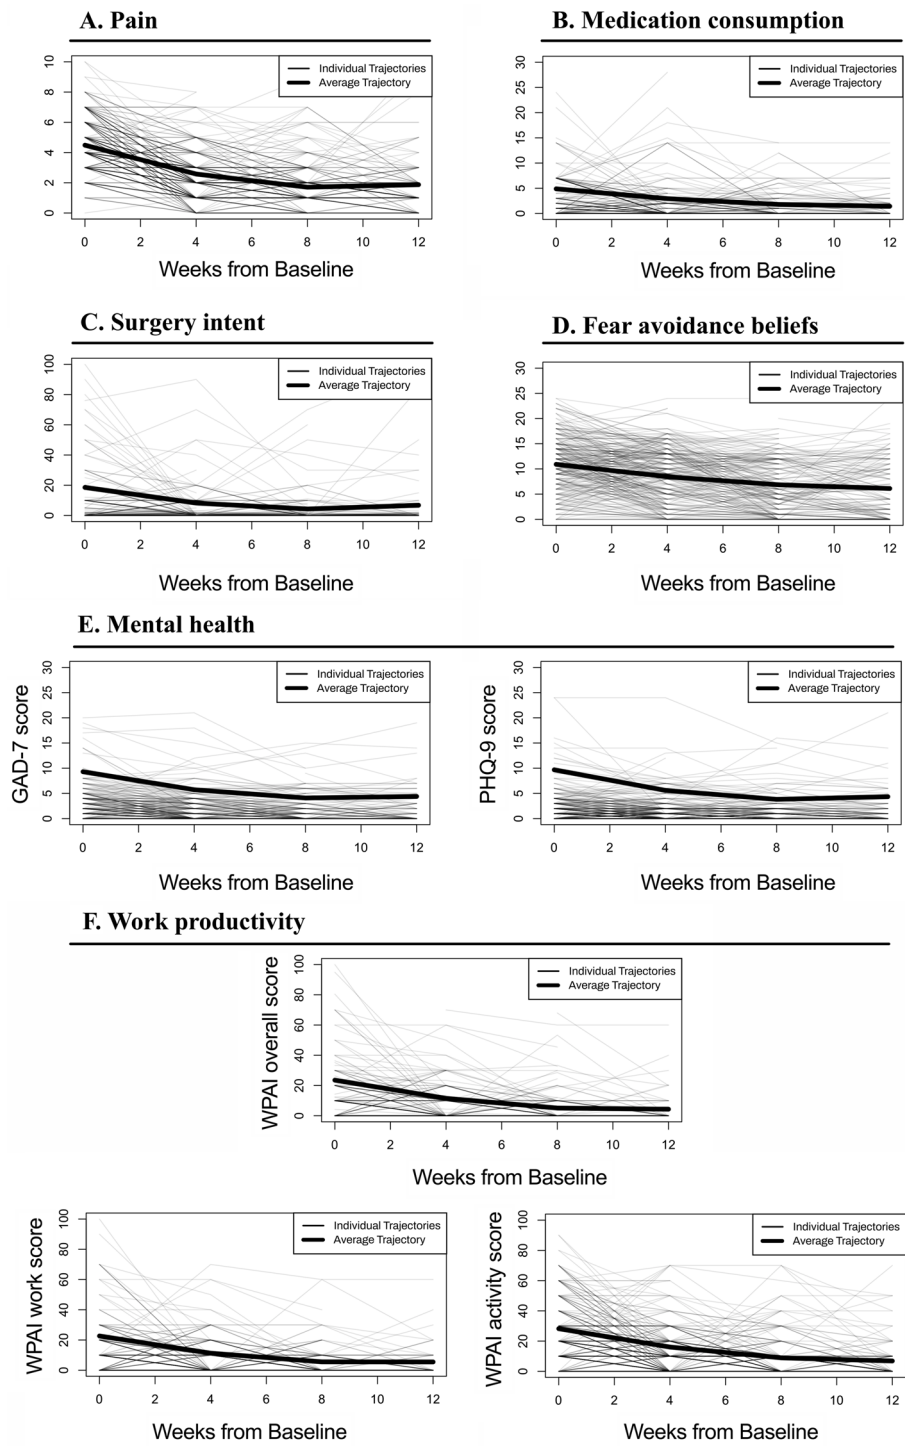 A. Pain
B. Medication consumption
Individual Trajectories
Average Trajectory
0 2 4 6 8 10
0 2 4 6 8 10 12
Weeks from Baseline
Individual Trajectories
Average Trajectory
0 5 10 15 20 25 30
0 2 4 6 8 10 12
Weeks from Baseline
C. Surgery intent
D. Fear avoidance beliefs
Individual Trajectories
Average Trajectory
0 20 40 60 80 100
0 2 4 6 8 10 12
Weeks from Baseline
Individual Trajectories
Average Trajectory
0 5 10 15 20 25 30
0 2 4 6 8 10 12
Weeks from Baseline
E. Mental health
GAD-7 score
Individual Trajectories
Average Trajectory
0 5 10 15 20 25 30
0 2 4 6 8 10 12
Weeks from Baseline
PHQ-9 score
Individual Trajectories
Average Trajectory
0 5 10 15 20 25 30
0 2 4 6 8 10 12
Weeks from Baseline
F. Work productivity
WPAI overall score
Individual Trajectories
Average Trajectory
0 20 40 60 80 100
0 2 4 6 8 10 12
Weeks from Baseline
WPAI work score
Individual Trajectories
Average Trajectory
0 20 40 60 80 100
0 2 4 6 8 10 12
Weeks from Baseline
WPAI activity score
Individual Trajectories
Average Trajectory
0 20 40 60 80 100
0 2 4 6 8 10 12
Weeks from Baseline